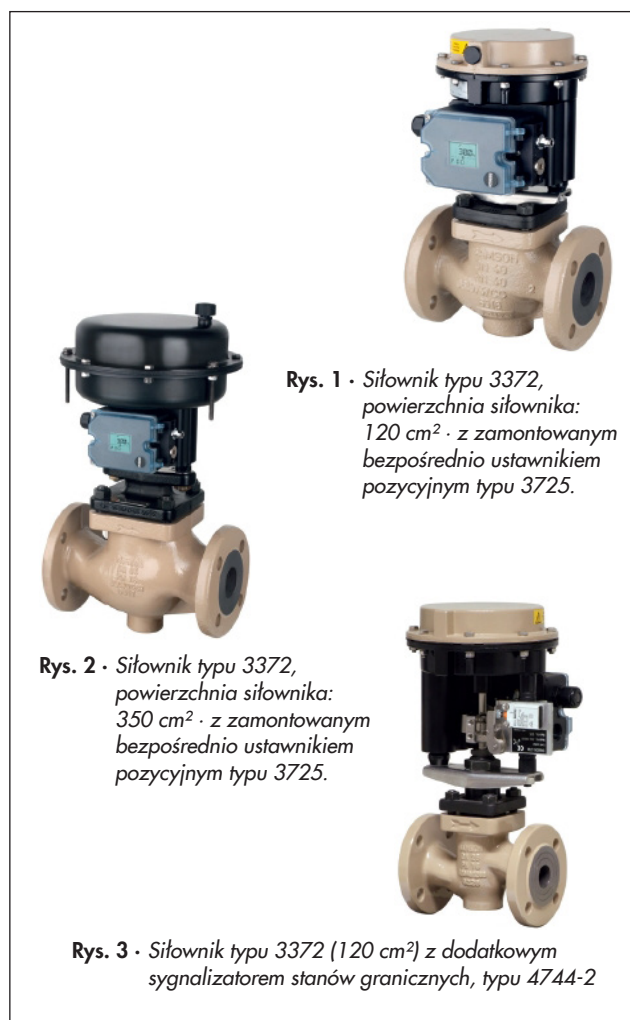 Rys. 1 · Siłownik typu 3372,
powierzchnia siłownika:
120 cm² · z zamontowanym
bezpośrednio ustawnikiem
pozycyjnym typu 3725.
Rys. 2 · Siłownik typu 3372,
powierzchnia siłownika:
350 cm² · z zamontowanym
bezpośrednio ustawnikiem
pozycyjnym typu 3725.
Rys. 3 · Siłownik typu 3372 (120 cm²) z dodatkowym
sygnalizatorem stanów granicznych, typu 4744-2